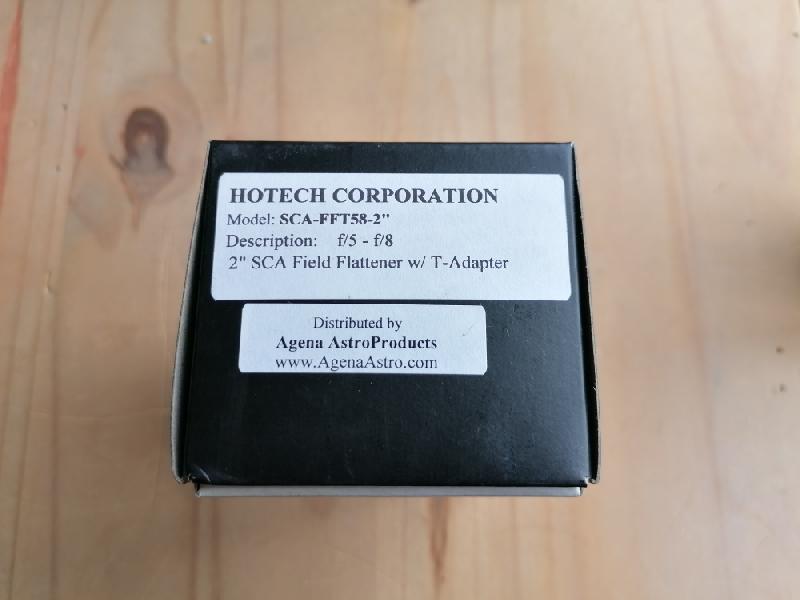 HOTECH CORPORATION
Model: SCA-FFT58-2"
Description: f/5 - f/8
2" SCA Field Flattener w/ T-Adapter
Distributed by
Agena AstroProducts
www.AgenaAstro.com